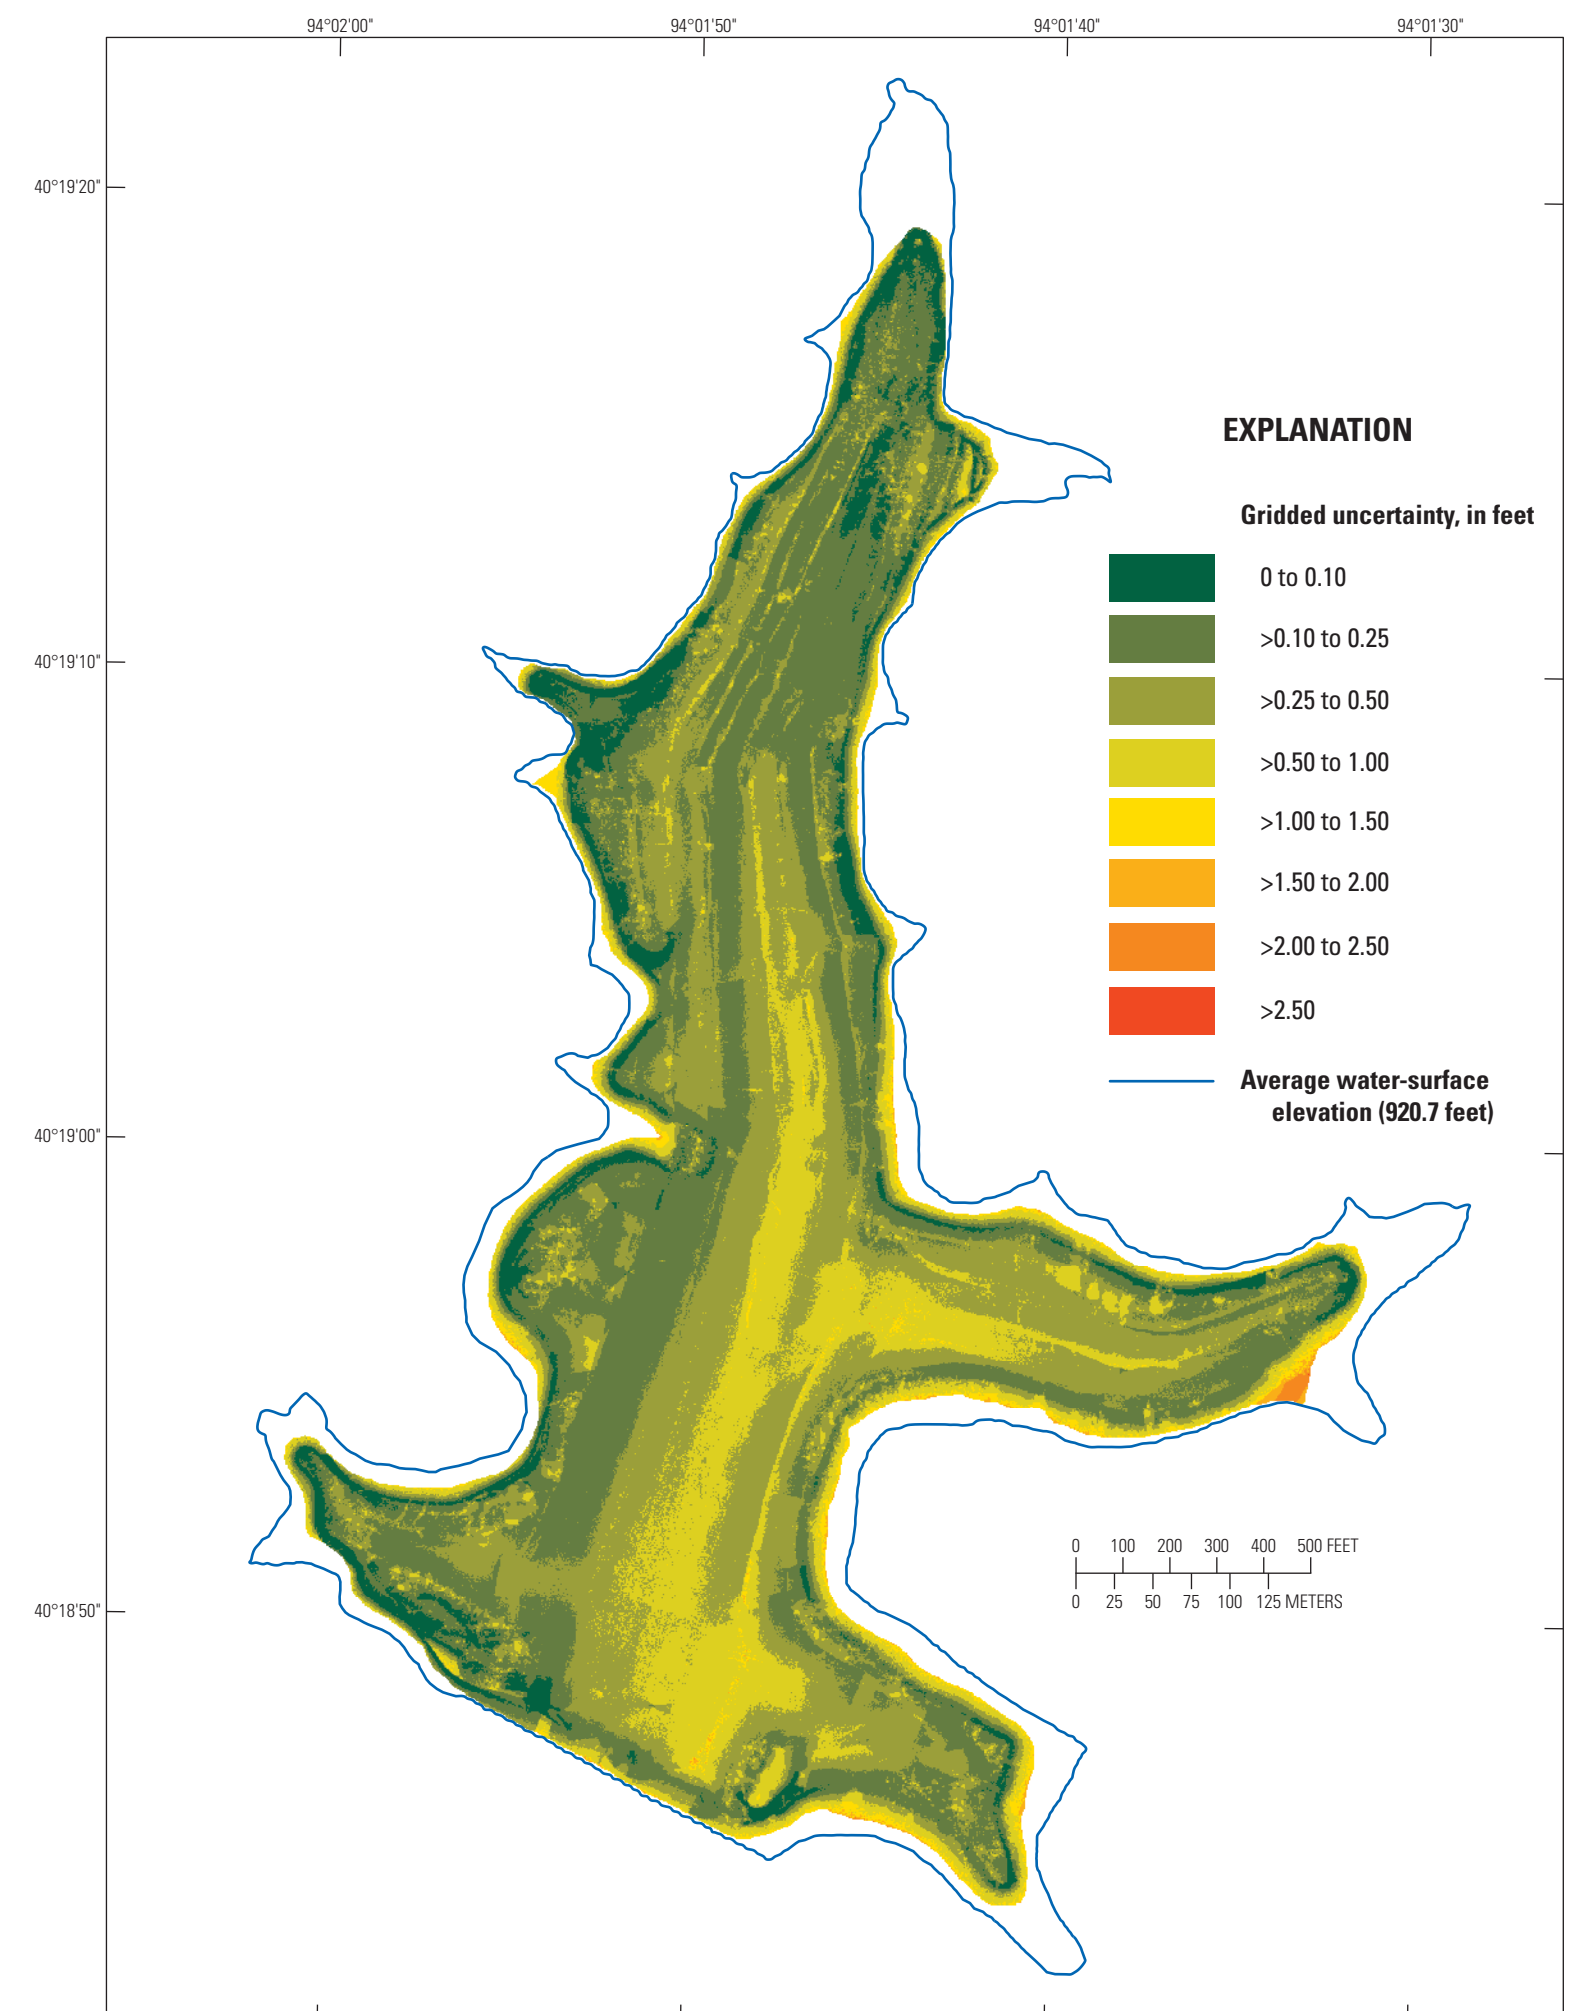 94°02'00" 94°01'50" 94°01'40" 94°01'30"
40°19'20"
40°19'10"
40°19'00"
40°18'50"
EXPLANATION
Gridded uncertainty, in feet
0 to 0.10
>0.10 to 0.25
>0.25 to 0.50
>0.50 to 1.00
>1.00 to 1.50
>1.50 to 2.00
>2.00 to 2.50
>2.50
Average water-surface
elevation (920.7 feet)
0 100 200 300 400 500 FEET
0 25 50 75 100 125 METERS